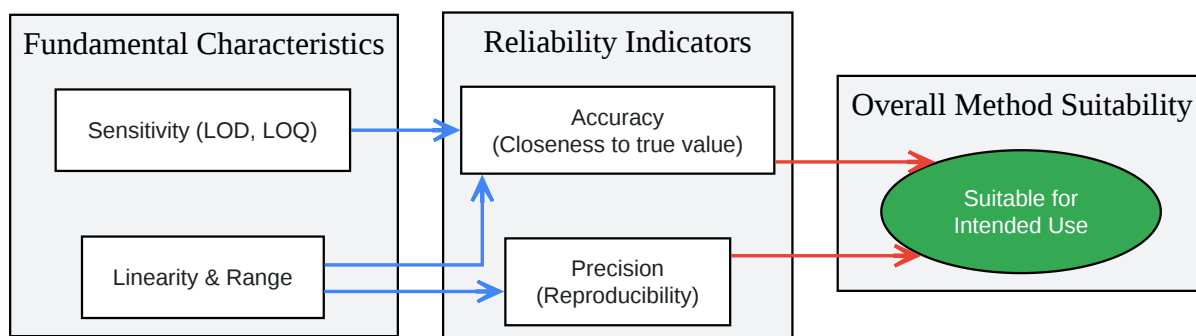 Fundamental Characteristics
Sensitivity (LOD, LOQ)
Linearity & Range
Reliability Indicators
Accuracy
(Closeness to true value)
Precision
(Reproducibility)
Overall Method Suitability
Suitable for
Intended Use